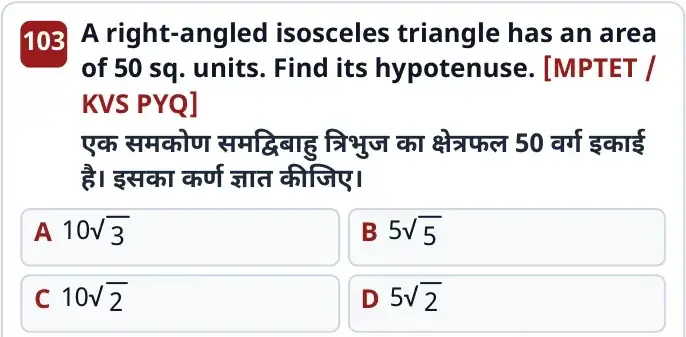 103 A right-angled isosceles triangle has an area
of 50 sq. units. Find its hypotenuse. [MPTET /
KVS PYQ]
एक समकोण समद्विबाहु त्रिभुज का क्षेत्रफल 50 वर्ग इकाई
है। इसका कर्ण ज्ञात कीजिए।
A 10√3 B 5√5
C 10√2 D 5√2